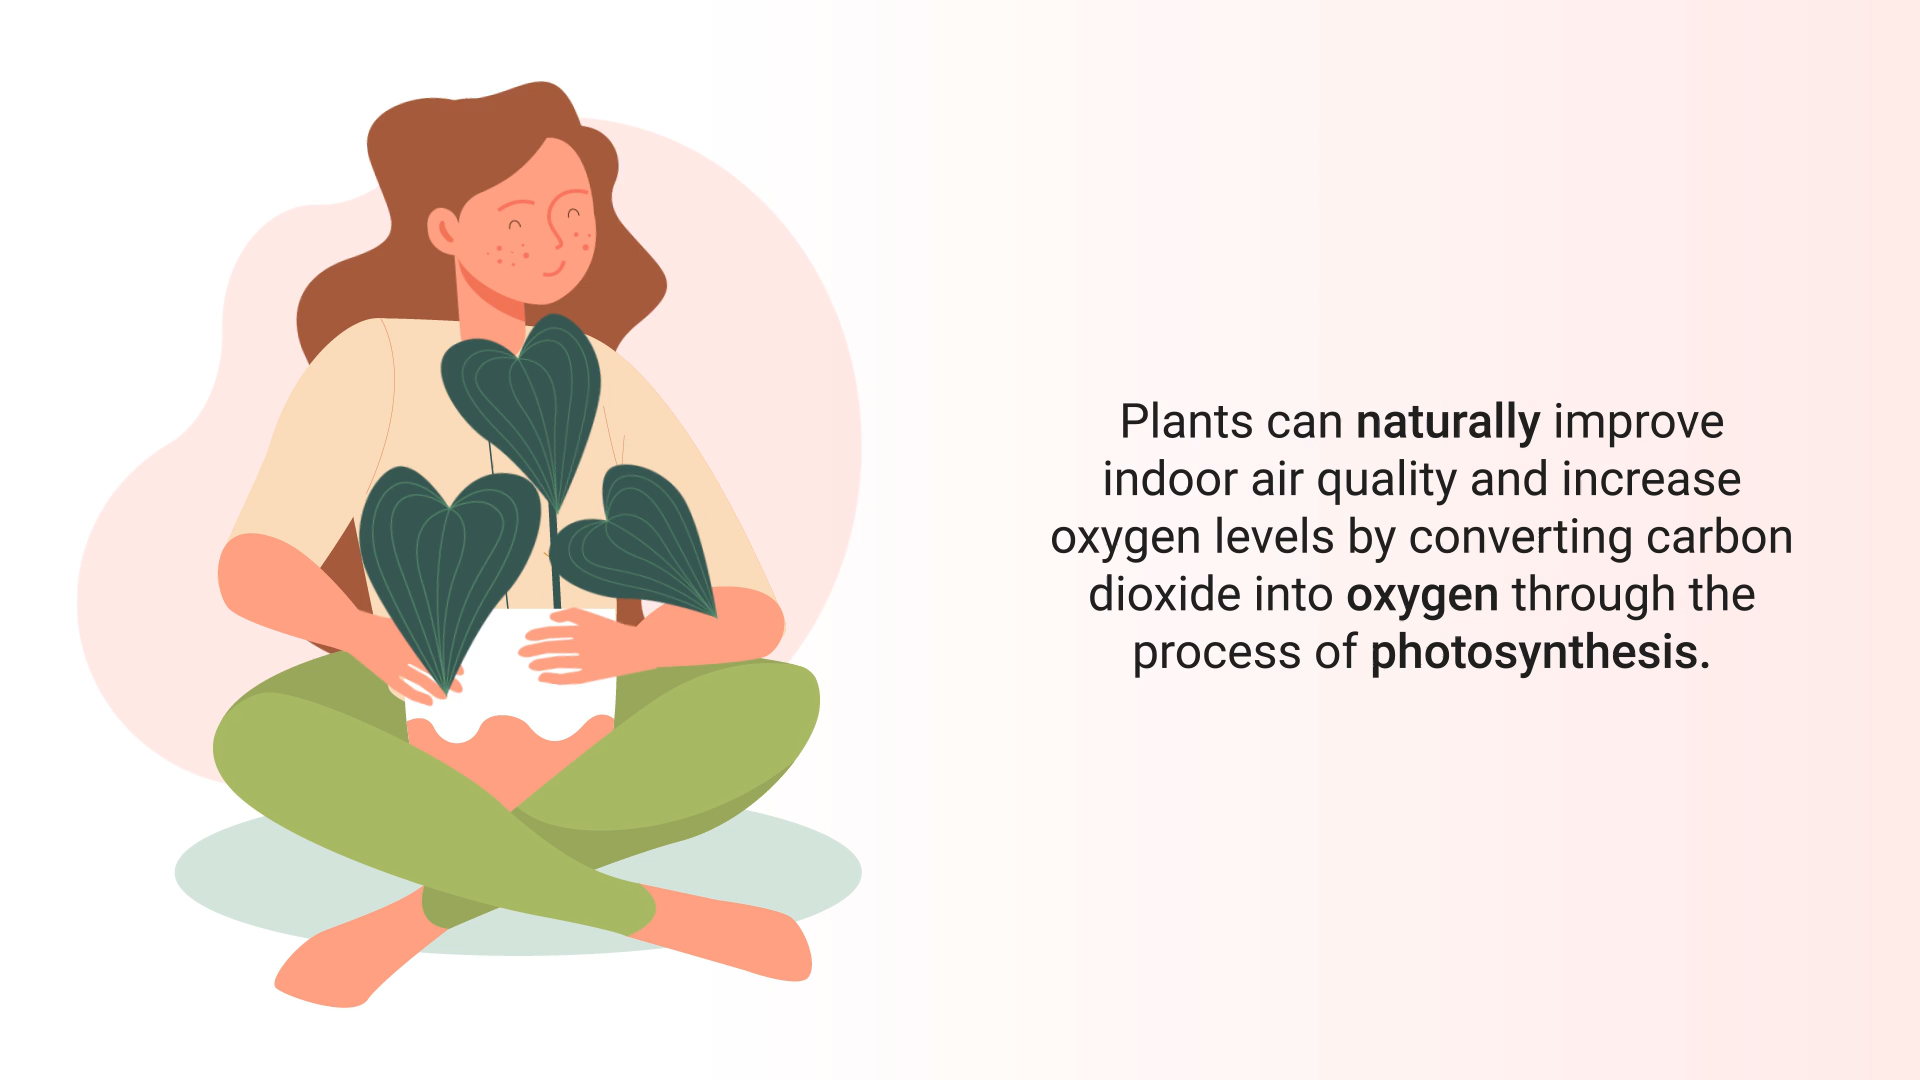 Plants can naturally improve
indoor air quality and increase
oxygen levels by converting carbon
dioxide into oxygen through the
process of photosynthesis.